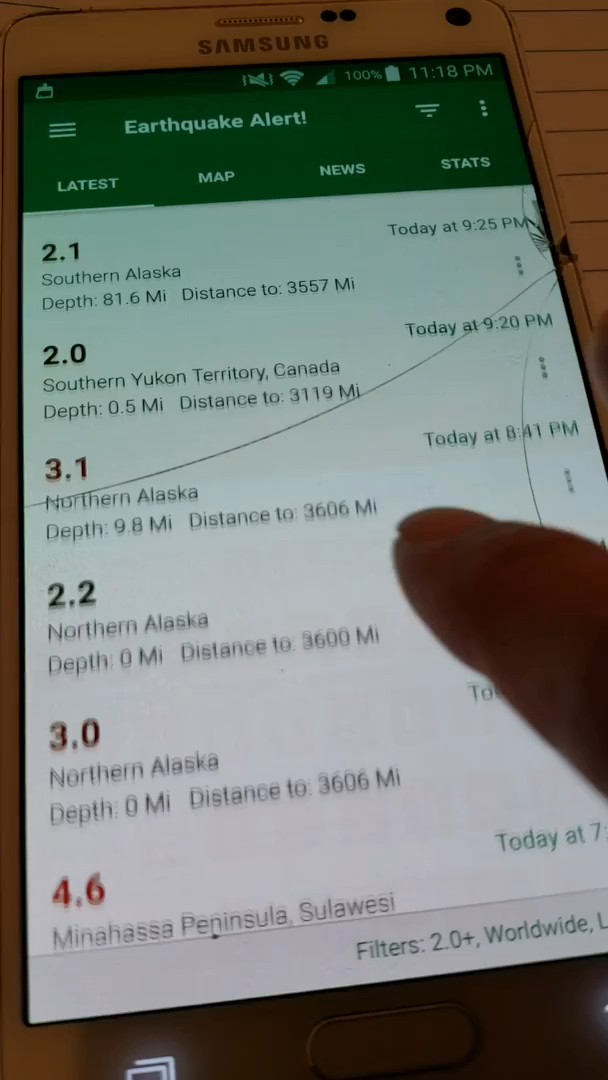 SAMSUNG
100% 11:18 PM
Earthquake Alert!
LATEST MAP NEWS STATS
Today at 9:25 PM
2.1
Southern Alaska
Depth: 81.6 Mi Distance to: 3557 Mi
Today at 9:20 PM
2.0
Southern Yukon Territory, Canada
Depth: 0.5 Mi Distance to: 3119 Mi
Today at 8:41 PM
3.1
Northern Alaska
Depth: 9.8 Mi Distance to: 3606 Mi
2.2
Northern Alaska
Depth: 0 Mi Distance to: 3600 Mi
3.0
Northern Alaska
Depth: 0 Mi Distance to: 3606 Mi
Today at 7:
4.6
Minahassa Peninsula, Sulawesi
Filters: 2.0+, Worldwide, L